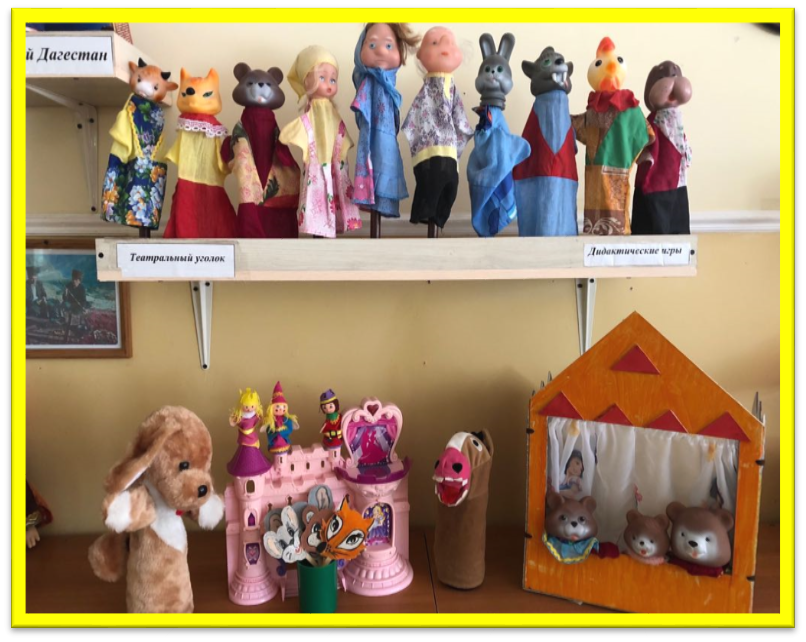 й Дагестан
Театральный уголок
Дидактические игры